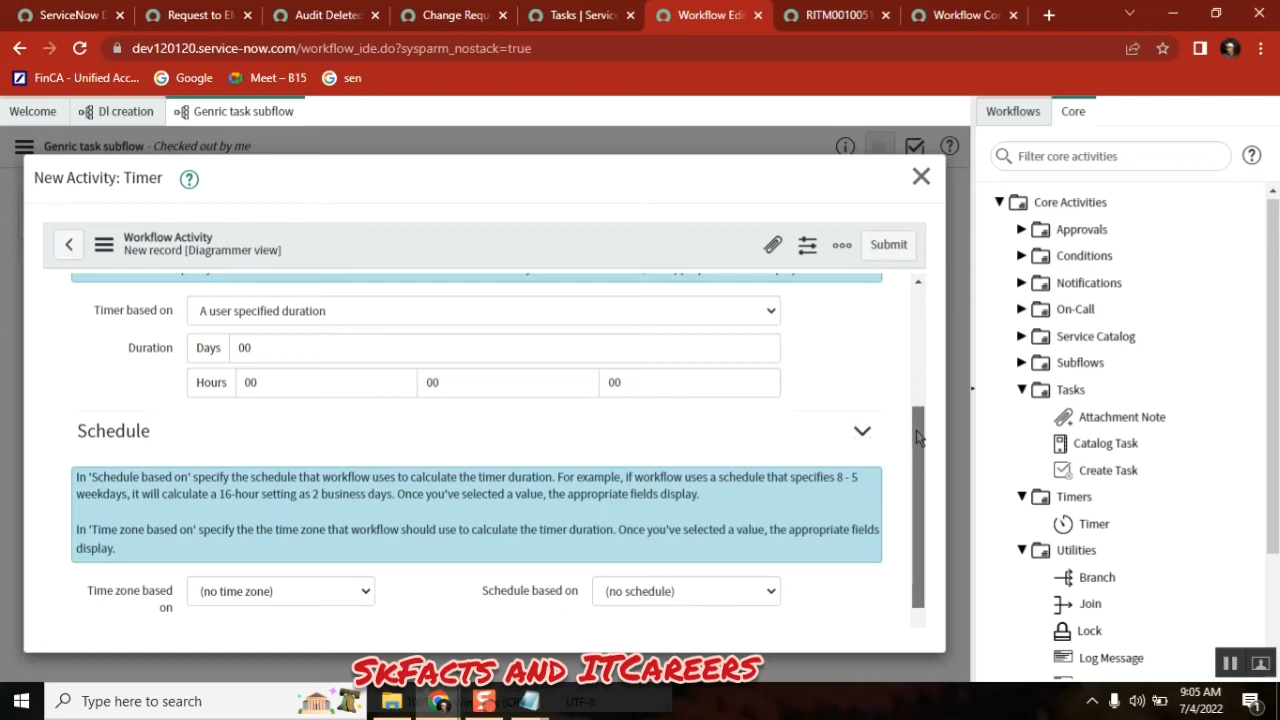 ServiceNow D
Request to EM
Audit Deleted
Change Requ
Tasks | Service
Workflow Edi
RITM0010051
Workflow Con
dev120120.service-now.com/workflow_ide.do?sysparm_nostack=true
FinCA - Unified Acc...
Google
Meet – B15
sen
Welcome
DI creation
Genric task subflow
Workflows
Core
Genric task subflow - Checked out by me
Filter core activities
New Activity: Timer
Workflow Activity
New record [Diagrammer view]
Submit
Timer based on
A user specified duration
Duration
Days
00
Hours
00
00
00
Schedule
In 'Schedule based on' specify the schedule that workflow uses to calculate the timer duration. For example, if workflow uses a schedule that specifies 8 - 5
weekdays, it will calculate a 16-hour setting as 2 business days. Once you've selected a value, the appropriate fields display.
In 'Time zone based on' specify the the time zone that workflow should use to calculate the timer duration. Once you've selected a value, the appropriate fields
display.
Time zone based
on
(no time zone)
Schedule based on
(no schedule)
Core Activities
Approvals
Conditions
Notifications
On-Call
Service Catalog
Subflows
Tasks
Attachment Note
Catalog Task
Create Task
Timers
Timer
Utilities
Branch
Join
Lock
Log Message
SkFacts and ITCareers
Type here to search
UTF-8
9:05 AM
7/4/2022